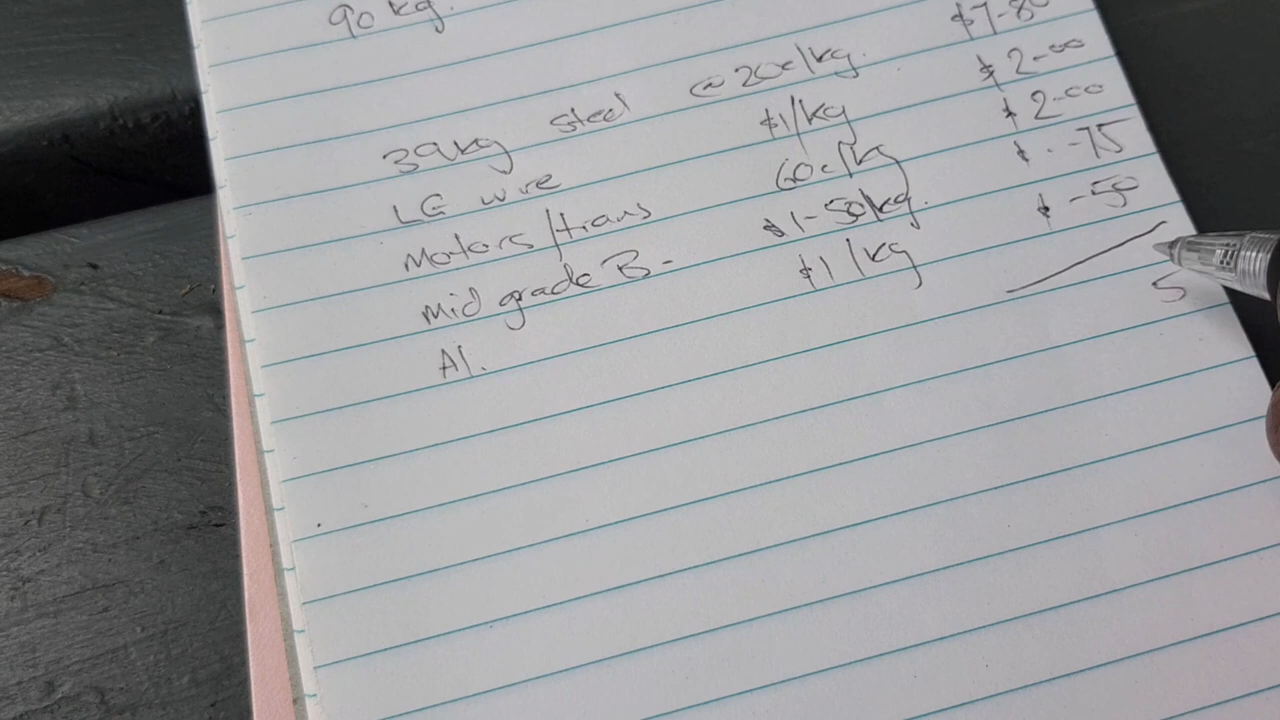 90 kg.
39kg steel @ 20c/kg. $7-80
LG wire $1/kg $2-00
Motors/trans 60c/kg $2-00
Mid grade B- $1-50/kg. $.-75
Al. $1/kg $-50
5